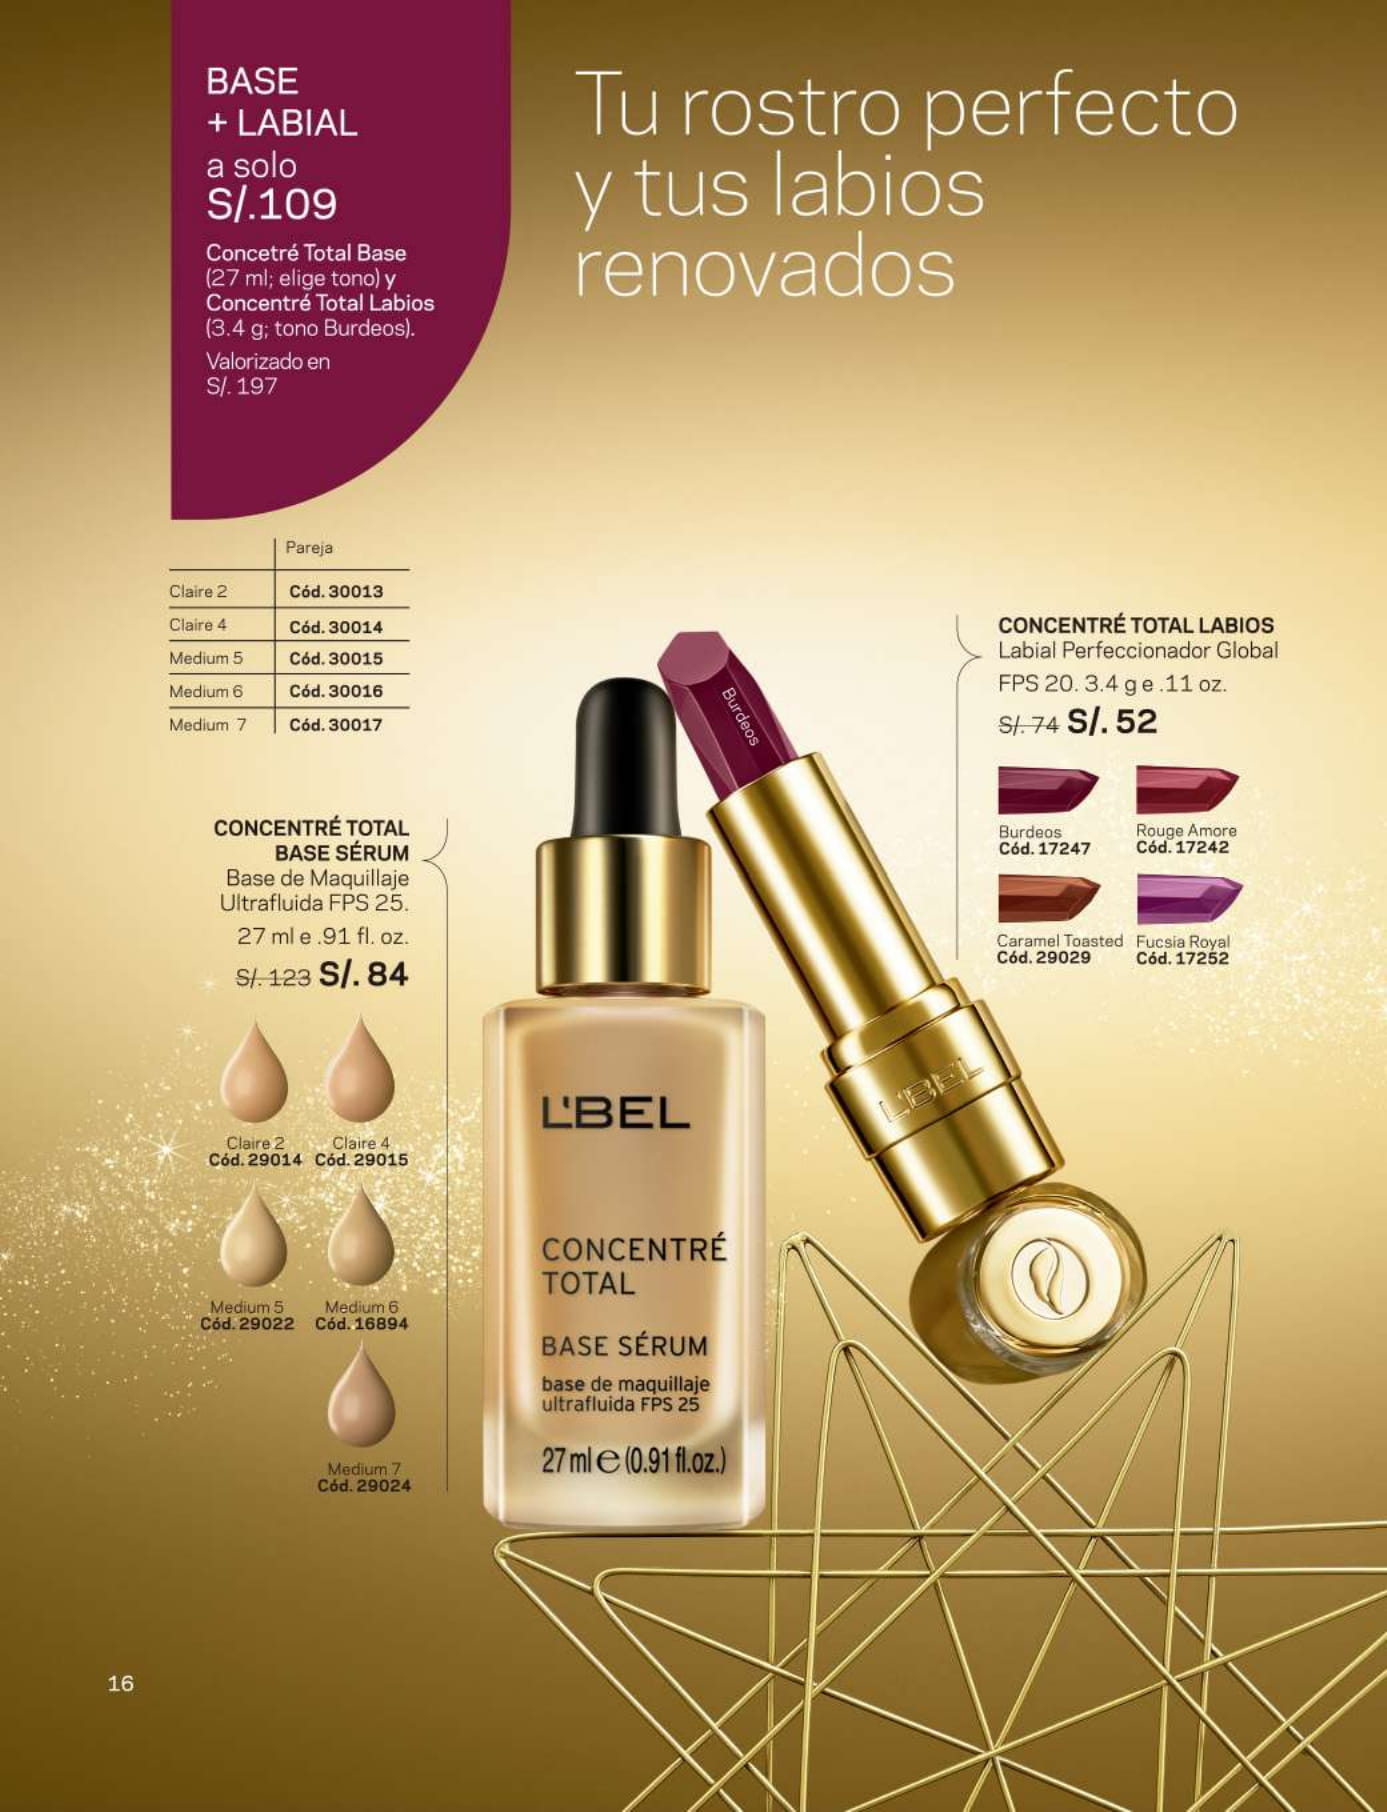 BASE
+ LABIAL
a solo
S/.109
Concetré Total Base
(27 ml; elige tono) y
Concentré Total Labios
(3.4 g; tono Burdeos).
Valorizado en
S/. 197
Tu rostro perfecto
y tus labios
renovados
Pareja
Claire 2 Cód. 30013
Claire 4 Cód. 30014
Medium 5 Cód. 30015
Medium 6 Cód. 30016
Medium 7 Cód. 30017
CONCENTRÉ TOTAL
BASE SÉRUM
Base de Maquillaje
Ultrafluida FPS 25.
27 ml e .91 fl. oz.
S/. 123 S/. 84
Claire 2 Claire 4
Cód. 29014 Cód. 29015
Medium 5 Medium 6
Cód. 29022 Cód. 16894
Medium 7
Cód. 29024
Burdeos
L'BEL
L'BEL
CONCENTRÉ
TOTAL
BASE SÉRUM
base de maquillaje
ultrafluida FPS 25
27 ml e (0.91 fl.oz.)
CONCENTRÉ TOTAL LABIOS
Labial Perfeccionador Global
FPS 20. 3.4 g e .11 oz.
S/. 74 S/. 52
Burdeos Rouge Amore
Cód. 17247 Cód. 17242
Caramel Toasted Fucsia Royal
Cód. 29029 Cód. 17252
16